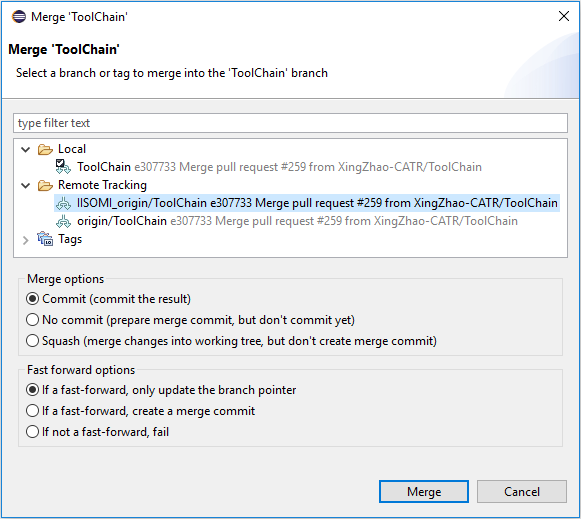 Merge 'ToolChain'
Merge 'ToolChain'
Select a branch or tag to merge into the 'ToolChain' branch
type filter text
Local
ToolChain e307733 Merge pull request #259 from XingZhao-CATR/ToolChain
Remote Tracking
IISOMI_origin/ToolChain e307733 Merge pull request #259 from XingZhao-CATR/ToolChain
origin/ToolChain e307733 Merge pull request #259 from XingZhao-CATR/ToolChain
Tags
Merge options
Commit (commit the result)
No commit (prepare merge commit, but don't commit yet)
Squash (merge changes into working tree, but don't create merge commit)
Fast forward options
If a fast-forward, only update the branch pointer
If a fast-forward, create a merge commit
If not a fast-forward, fail
Merge Cancel